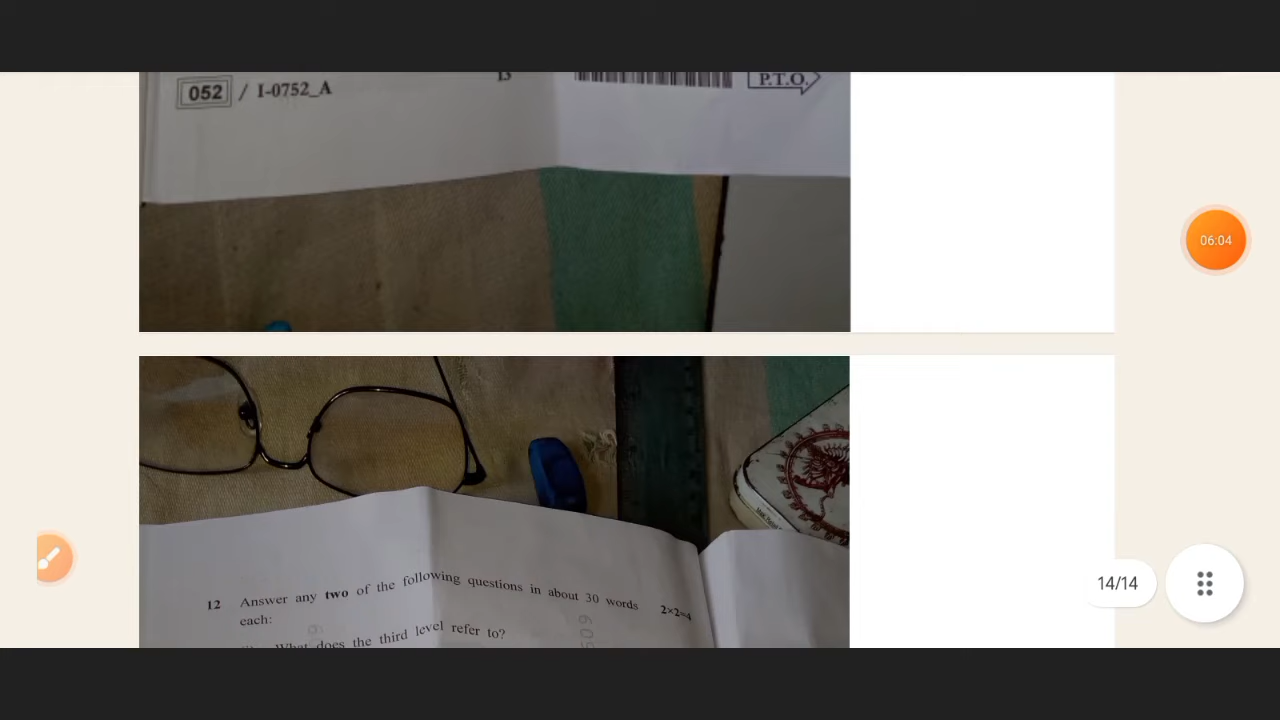 052 / I-0752_A
13
P.T.O.
06:04
12 Answer any two of the following questions in about 30 words each: 2×2=4
What does the third level refer to?
14/14